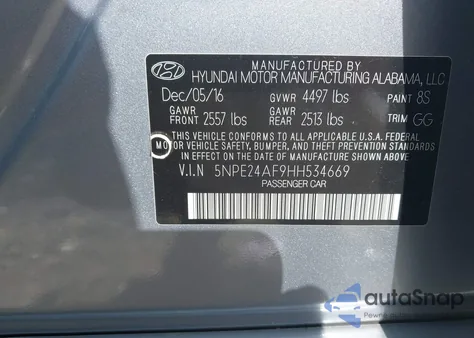 MANUFACTURED BY
HYUNDAI MOTOR MANUFACTURING ALABAMA, LLC
Dec/05/16 GVWR 4497 lbs PAINT 8S
GAWR FRONT 2557 lbs GAWR REAR 2513 lbs TRIM GG
THIS VEHICLE CONFORMS TO ALL APPLICABLE U.S.A. FEDERAL
MOTOR VEHICLE SAFETY, BUMPER, AND THEFT PREVENTION STANDARDS
IN EFFECT ON THE DATE OF MANUFACTURE SHOWN ABOVE
V.I.N 5NPE24AF9HH534669
PASSENGER CAR
autoSnap